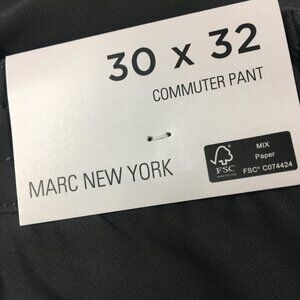 30 x 32
COMMUTER PANT
MARC NEW YORK
FSC
MIX
Paper
FSC® C074424